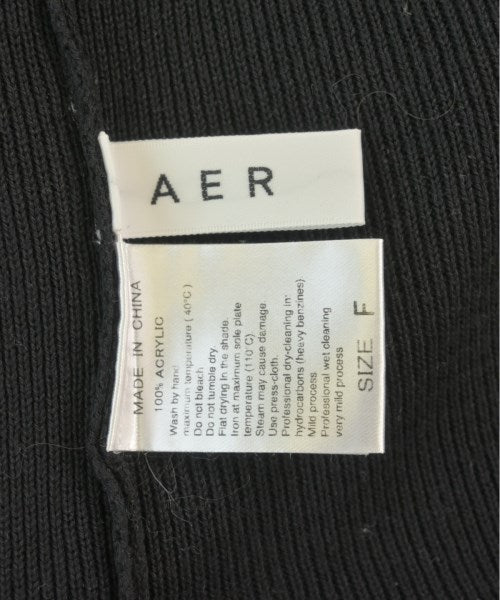 AER
MADE IN CHINA
100% ACRYLIC
Wash by hand
maximum temperature ( 40°C )
Do not bleach
Do not tumble dry.
Flat drying in the shade.
Iron at maximum sole plate
temperature (110°C).
Steam may cause damage.
Use press-cloth.
Professional dry-cleaning in:
hydrocarbons (heavy benzines)
Mild process
Professional wet cleaning
very mild process
SIZE F